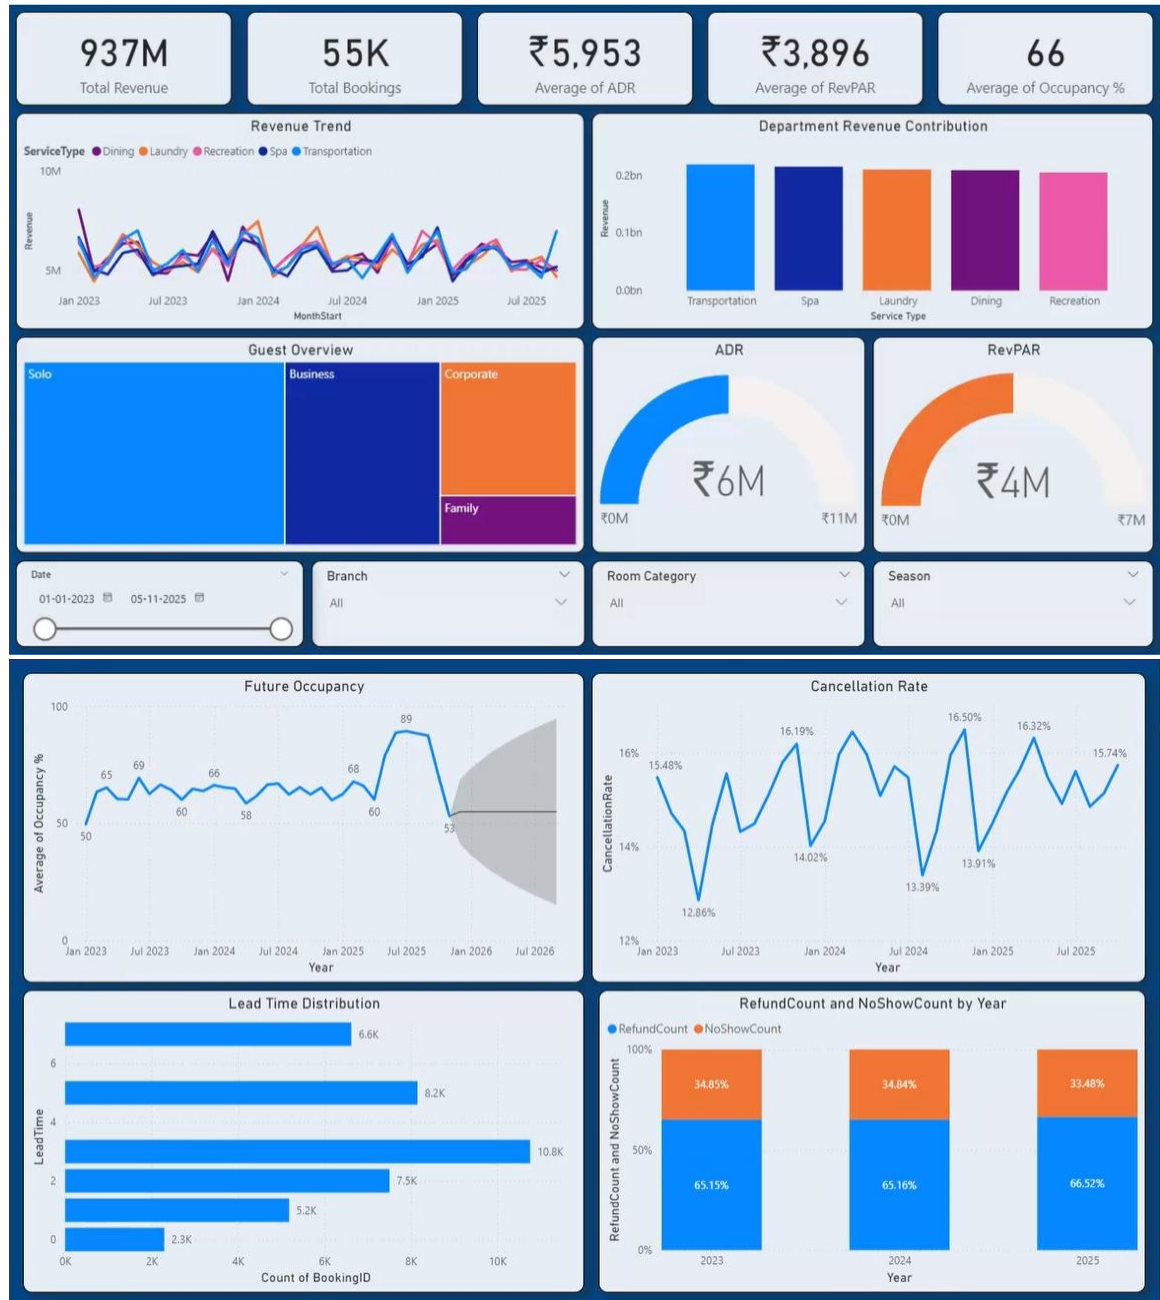 937M
Total Revenue
55K
Total Bookings
₹5,953
Average of ADR
₹3,896
Average of RevPAR
66
Average of Occupancy %
Revenue Trend
ServiceType Dining Laundry Recreation Spa Transportation
10M
5M
Revenue
Jan 2023 Jul 2023 Jan 2024 Jul 2024 Jan 2025 Jul 2025
MonthStart
Department Revenue Contribution
0.2bn
0.1bn
0.0bn
Revenue
Transportation Spa Laundry Dining Recreation
Service Type
Guest Overview
Solo
Business
Corporate
Family
ADR
₹6M
₹0M
₹11M
RevPAR
₹4M
₹0M
₹7M
Date
01-01-2023 05-11-2025
Branch
All
Room Category
All
Season
All
Future Occupancy
100
50
0
Average of Occupancy %
50
65
69
60
66
58
68
60
89
53
Jan 2023 Jul 2023 Jan 2024 Jul 2024 Jan 2025 Jul 2025 Jan 2026 Jul 2026
Year
Cancellation Rate
16%
14%
12%
CancellationRate
15.48%
12.86%
16.19%
14.02%
13.39%
16.50%
13.91%
16.32%
15.74%
Jan 2023 Jul 2023 Jan 2024 Jul 2024 Jan 2025 Jul 2025
Year
Lead Time Distribution
LeadTime
6
4
2
0
6.6K
8.2K
10.8K
7.5K
5.2K
2.3K
0K 2K 4K 6K 8K 10K
Count of BookingID
RefundCount and NoShowCount by Year
RefundCount NoShowCount
100%
50%
0%
RefundCount and NoShowCount
34.85% 34.84% 33.48%
65.15% 65.16% 66.52%
2023 2024 2025
Year